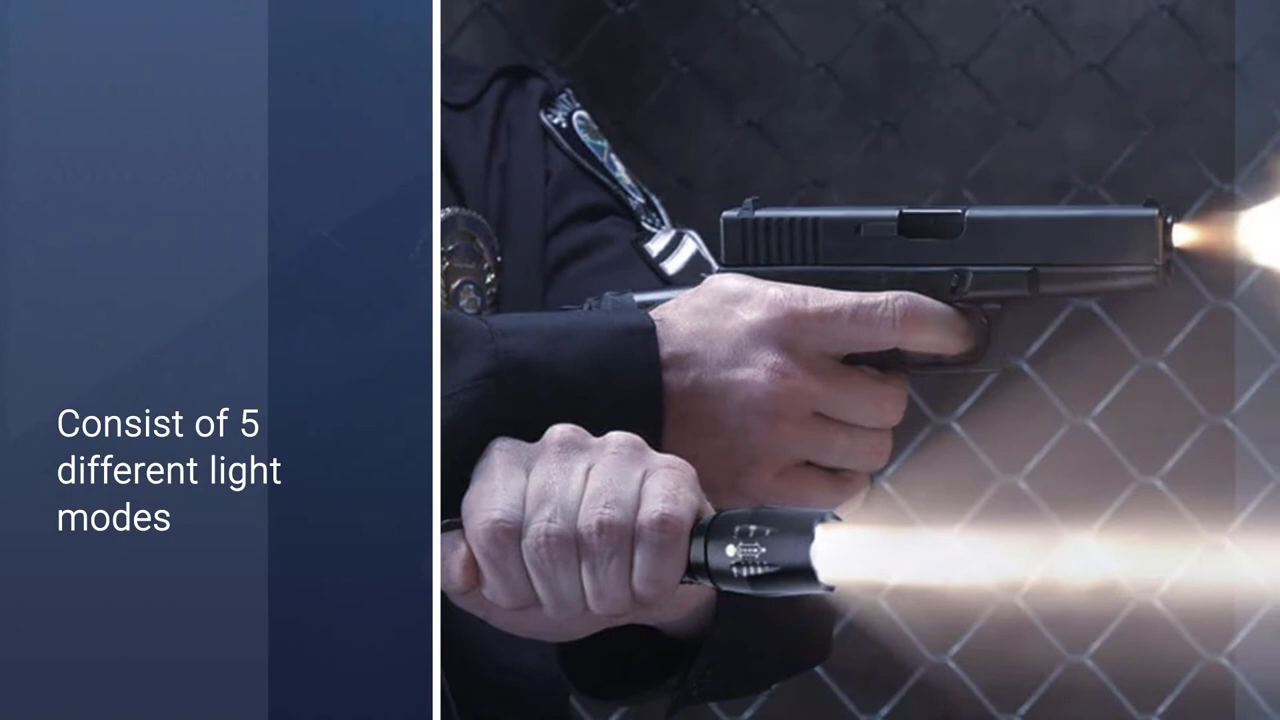 Consist of 5
different light
modes